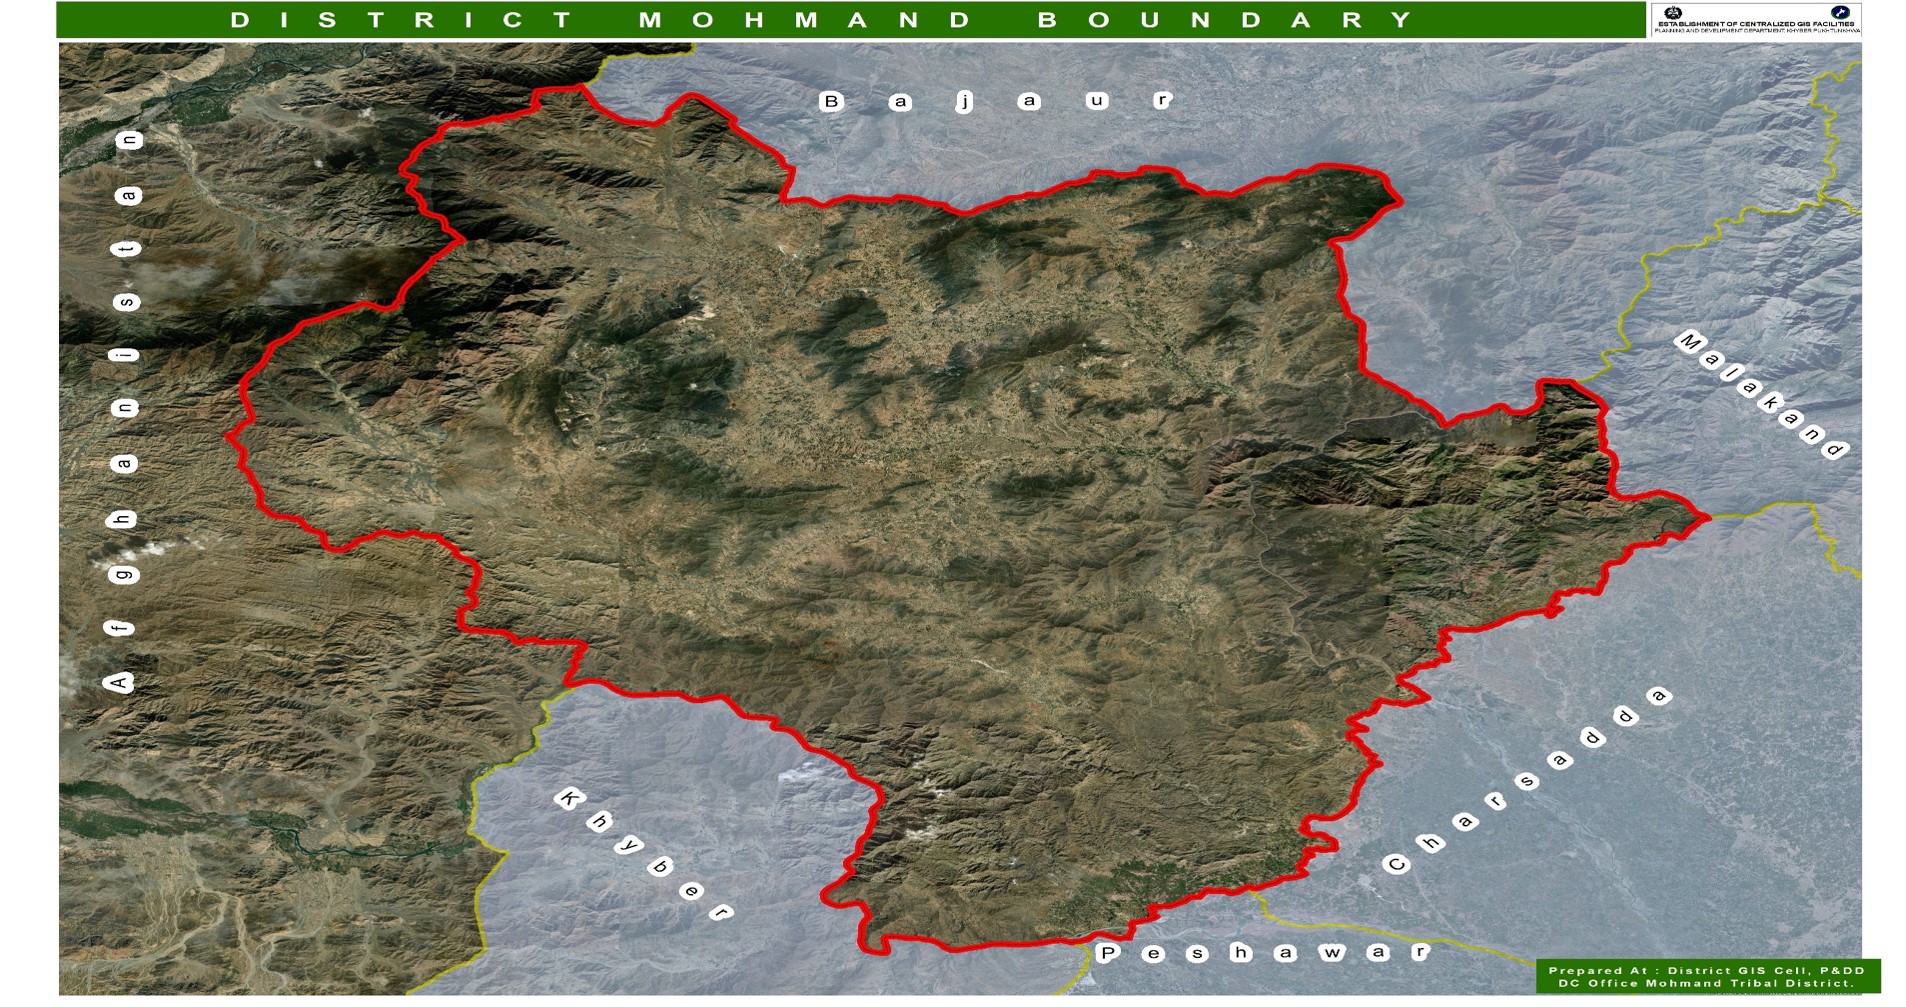 DISTRICT MOHMAND BOUNDARY
ESTABLISHMENT OF CENTRALIZED GIS FACILITIES
PLANNING AND DEVELPMENT DEPARTMENT, KHYBER PUKHTUNKHWA
Bajaur
Afghanistan
Malakand
Charsadda
Khyber
Peshawar
Prepared At : District GIS Cell, P&DD
DC Office Mohmand Tribal District.